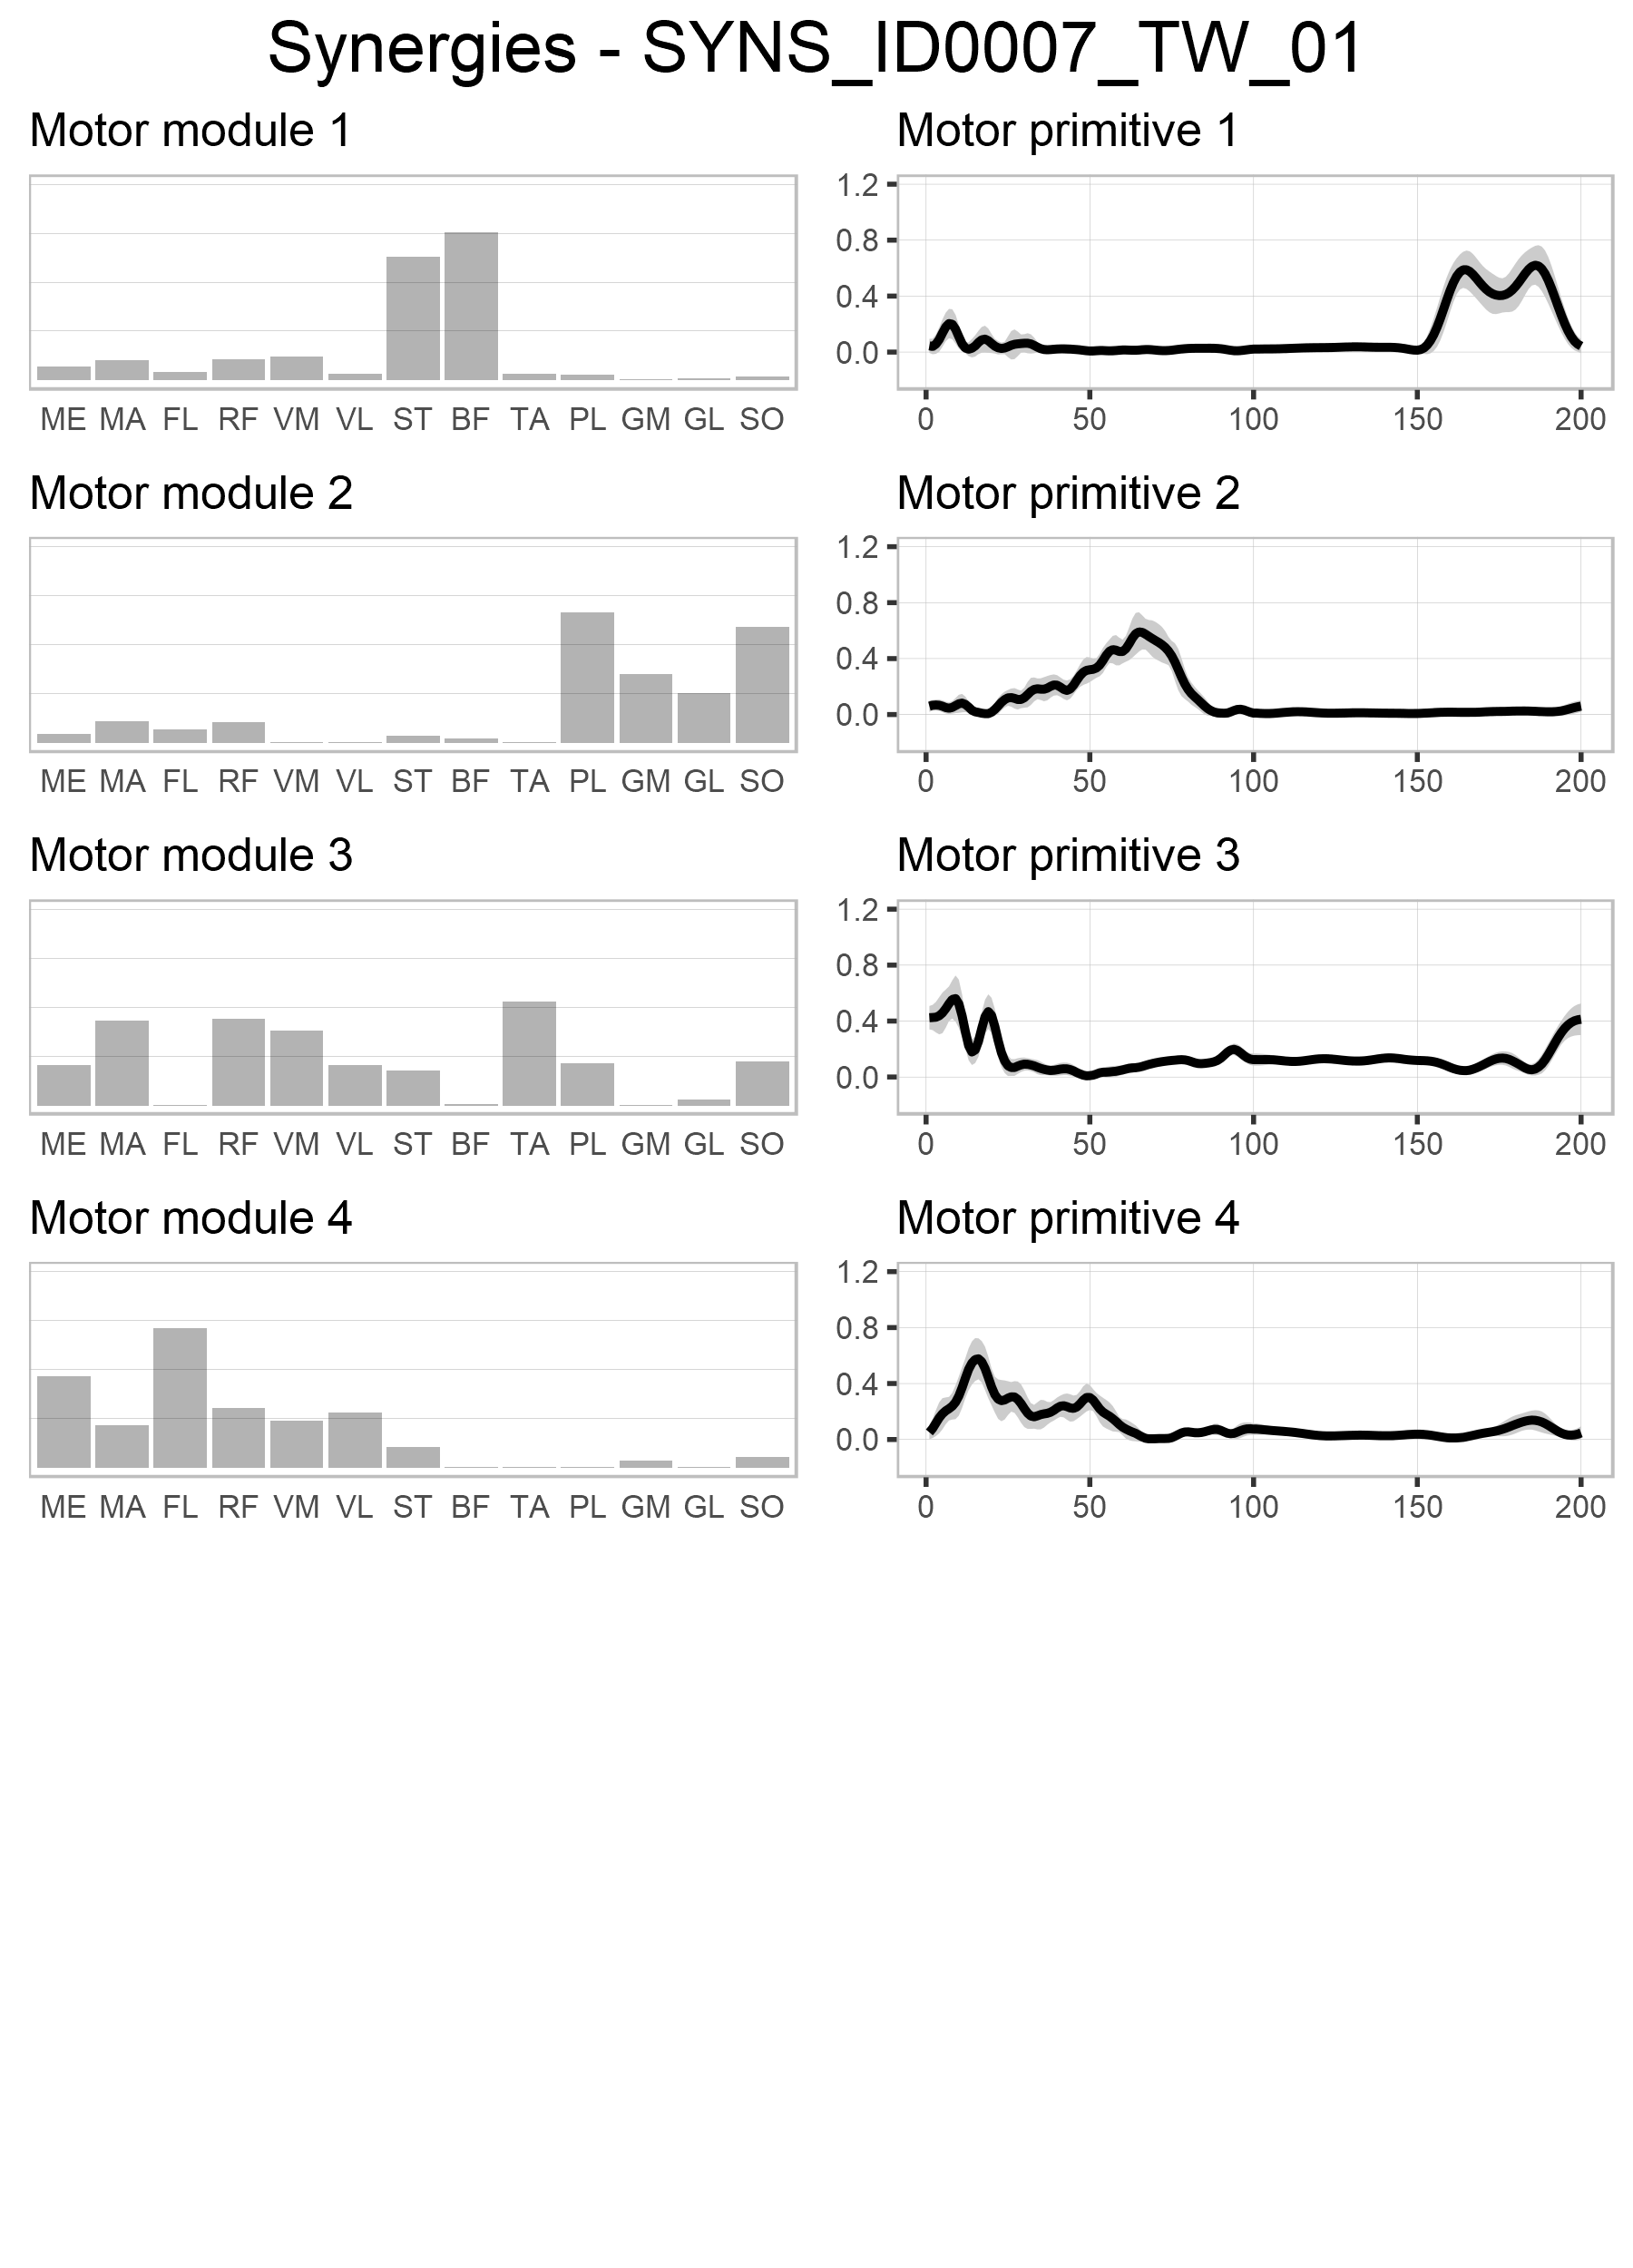 Synergies - SYNS_ID0007_TW_01
Motor module 1
Motor primitive 1
1.2
0.8
0.4
0.0
ME MA FL RF VM VL ST BF TA PL GM GL SO
0 50 100 150 200
Motor module 2
Motor primitive 2
1.2
0.8
0.4
0.0
ME MA FL RF VM VL ST BF TA PL GM GL SO
0 50 100 150 200
Motor module 3
Motor primitive 3
1.2
0.8
0.4
0.0
ME MA FL RF VM VL ST BF TA PL GM GL SO
0 50 100 150 200
Motor module 4
Motor primitive 4
1.2
0.8
0.4
0.0
ME MA FL RF VM VL ST BF TA PL GM GL SO
0 50 100 150 200